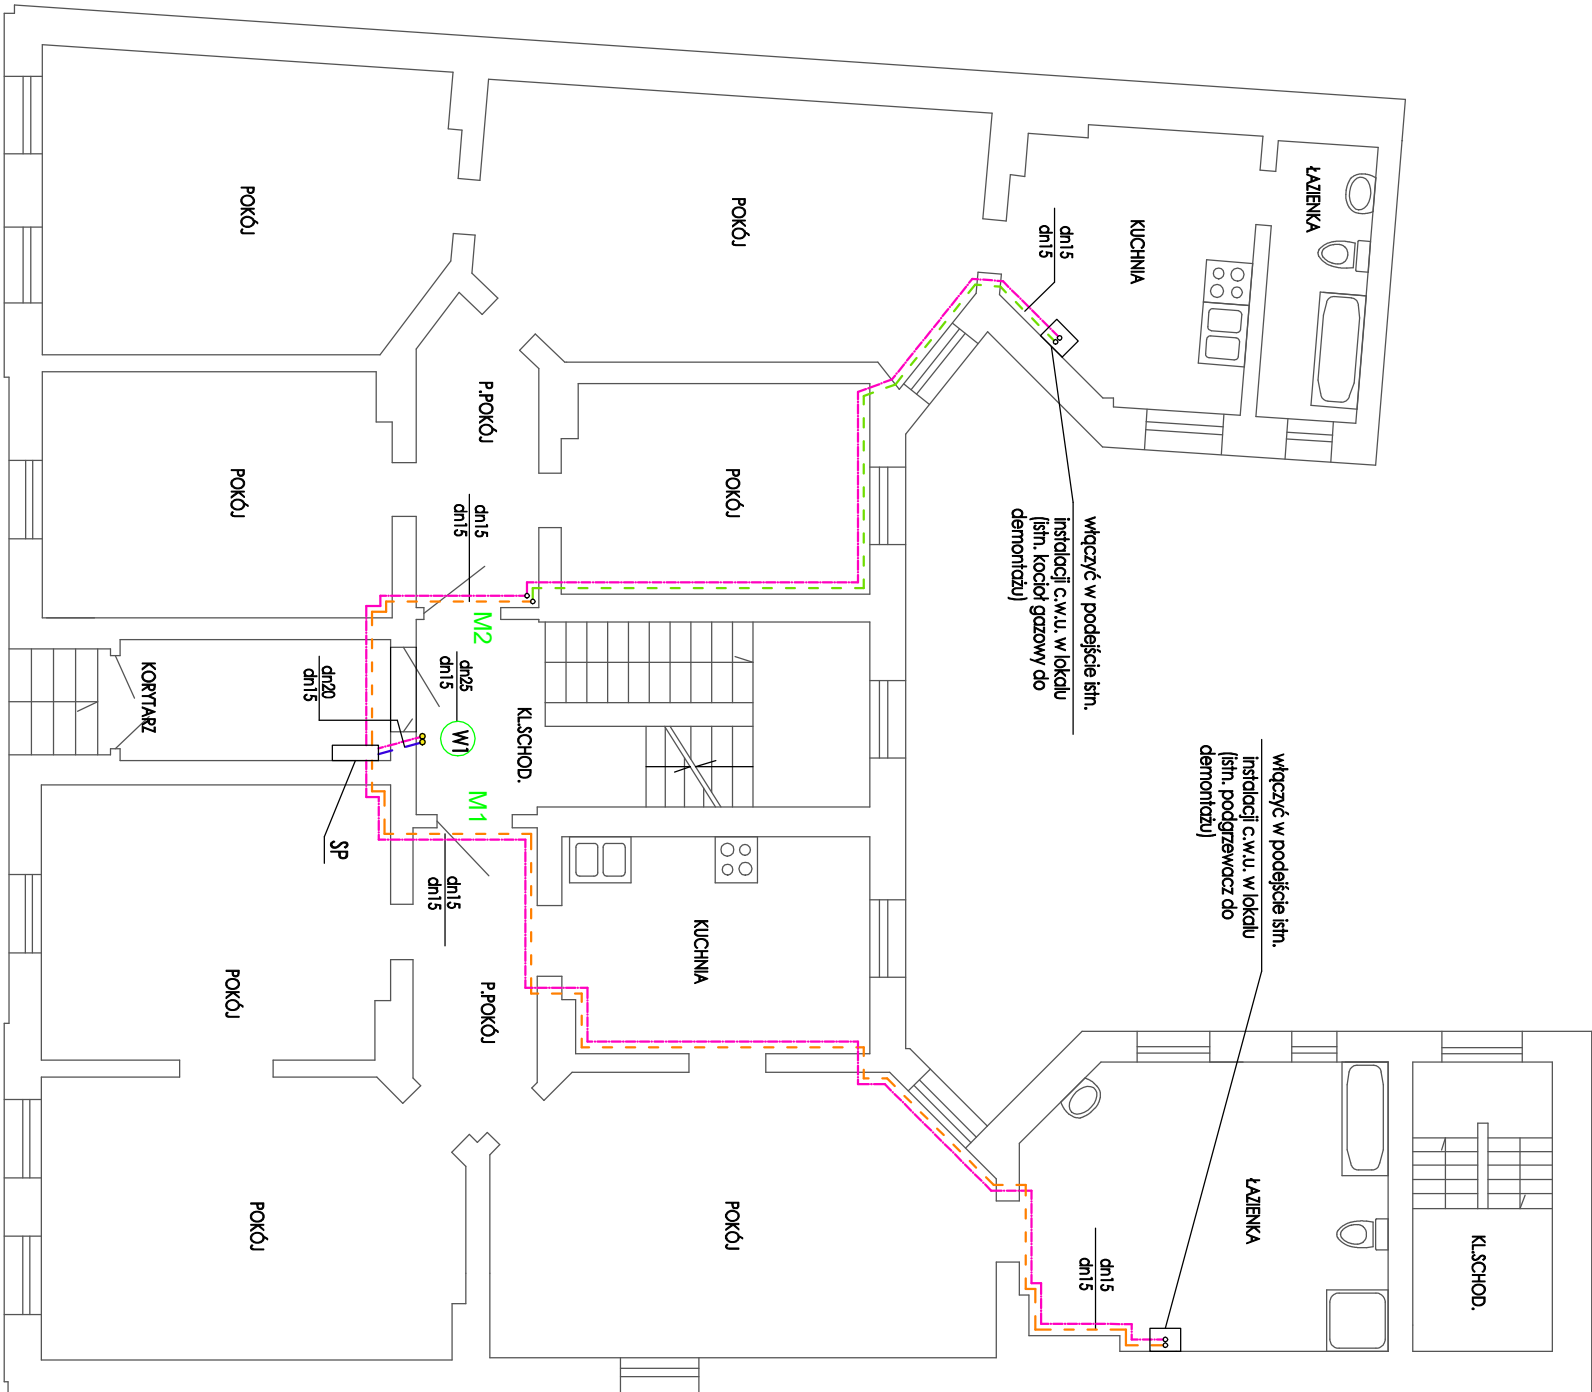 POKÓJ
POKÓJ
KUCHNIA
ŁAZIENKA
dn15
dn15
P.POKÓJ
POKÓJ
POKÓJ
dn15
dn15
włączyć w podejście istn.
instalacji c.w.u. w lokalu
(istn. kocioł gazowy do
demontażu)
M2
KORYTARZ
dn20
dn15
dn25
dn15
W1
KL.SCHOD.
M1
SP
włączyć w podejście istn.
instalacji c.w.u. w lokalu
(istn. podgrzewacz do
demontażu)
dn15
dn15
KUCHNIA
POKÓJ
P.POKÓJ
POKÓJ
POKÓJ
dn15
dn15
ŁAZIENKA
KL.SCHOD.